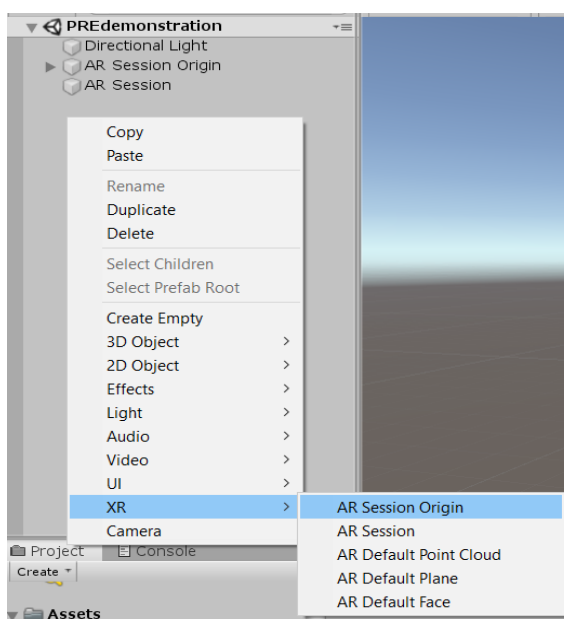 PREdemonstration
Directional Light
AR Session Origin
AR Session
Copy
Paste
Rename
Duplicate
Delete
Select Children
Select Prefab Root
Create Empty
3D Object
2D Object
Effects
Light
Audio
Video
UI
XR
Camera
AR Session Origin
AR Session
AR Default Point Cloud
AR Default Plane
AR Default Face
Project
Console
Create
Assets